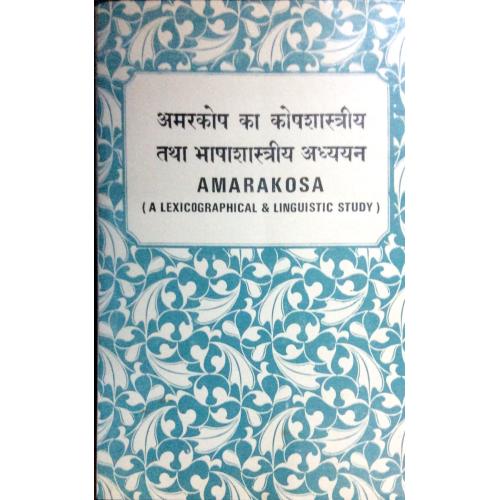 अमरकोष का कोषशास्त्रीय
तथा भाषाशास्त्रीय अध्ययन
AMARAKOSA
( A LEXICOGRAPHICAL & LINGUISTIC STUDY )